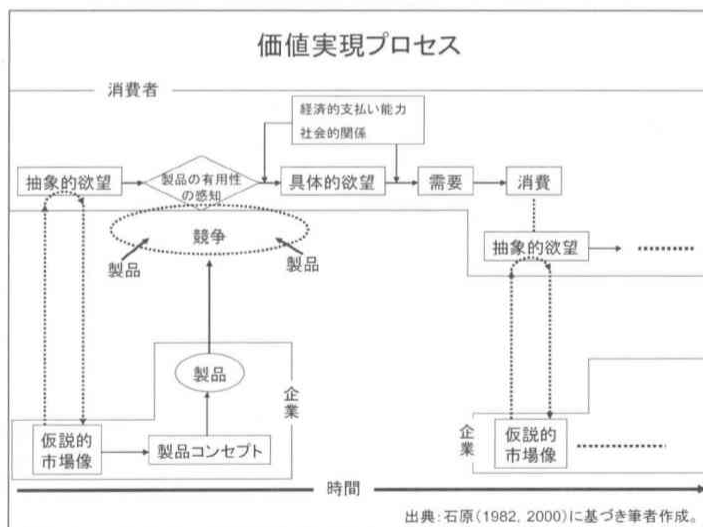 価値実現プロセス
消費者
経済的支払い能力
社会的関係
抽象的欲望
製品の有用性
の感知
具体的欲望
需要
消費
競争
製品
製品
抽象的欲望
製品
企業
仮説的
市場像
製品コンセプト
企業
仮説的
市場像
時間
出典:石原(1982, 2000)に基づき筆者作成。